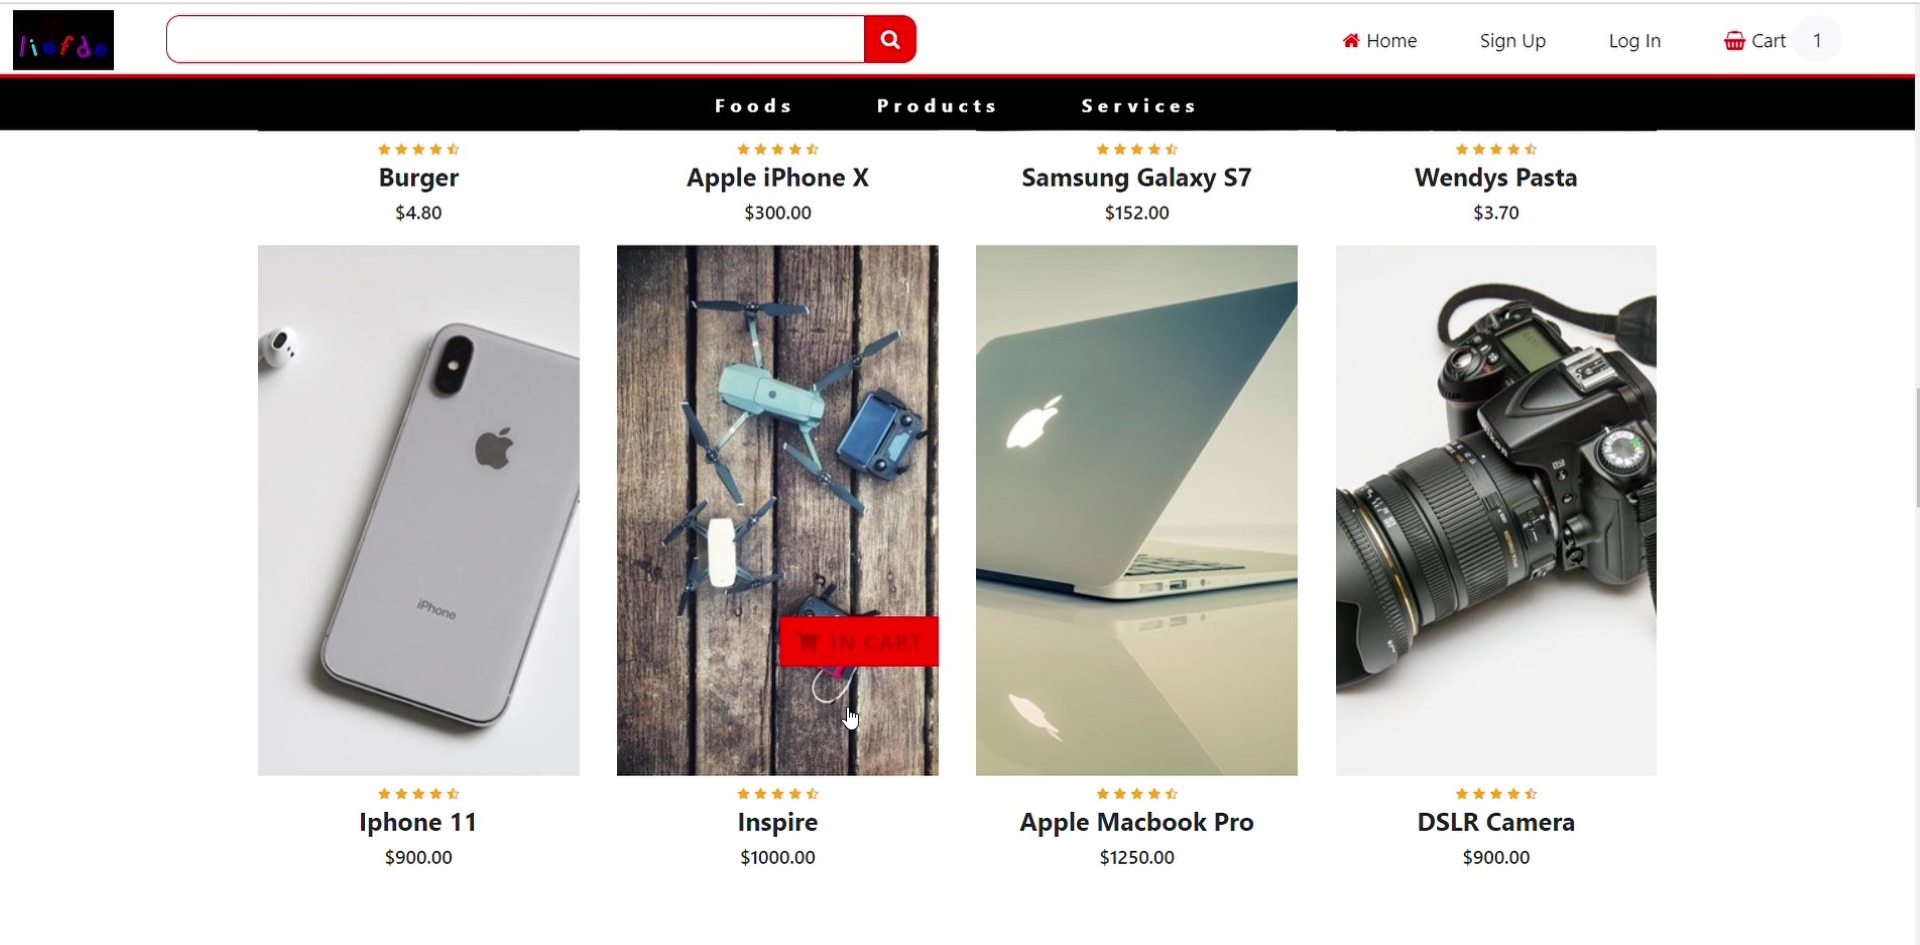 liefde
Home Sign Up Log In Cart 1
Foods Products Services
Burger Apple iPhone X Samsung Galaxy S7 Wendys Pasta
$4.80 $300.00 $152.00 $3.70
iPhone
IN CART
Iphone 11 Inspire Apple Macbook Pro DSLR Camera
$900.00 $1000.00 $1250.00 $900.00